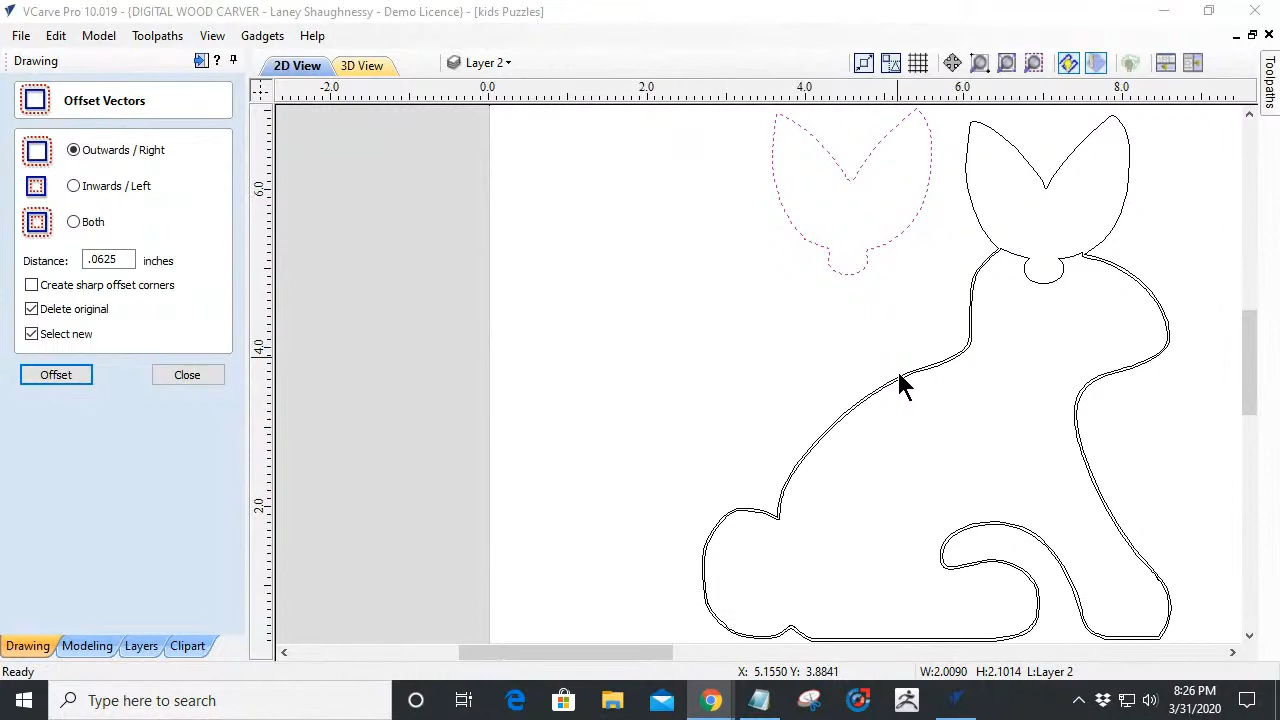 VCarve Pro 10.019 - {DIGITAL WOOD CARVER - Laney Shaughnessy - Demo Licence} - [kids Puzzles]
File Edit Model Toolpaths View Gadgets Help
Drawing
2D View 3D View Layer 2
Offset Vectors
-2.0 0.0 2.0 4.0 6.0 8.0
Outwards / Right
Inwards / Left
Both
Distance: .0625 inches
Create sharp offset corners
Delete original
Select new
Offset Close
6.0
4.0
2.0
Toolpaths
Drawing Modeling Layers Clipart
Ready X: 5.1550 Y: 3.8841 W:2.0090 H:2.1014 L:Layer 2
Type here to search
8:26 PM
3/31/2020